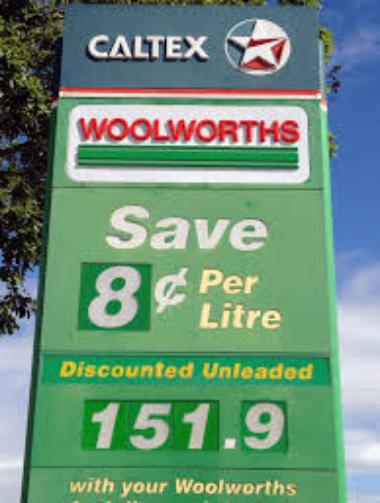 CALTEX
WOOLWORTHS
Save
8¢ Per
Litre
Discounted Unleaded
151.9
with your Woolworths